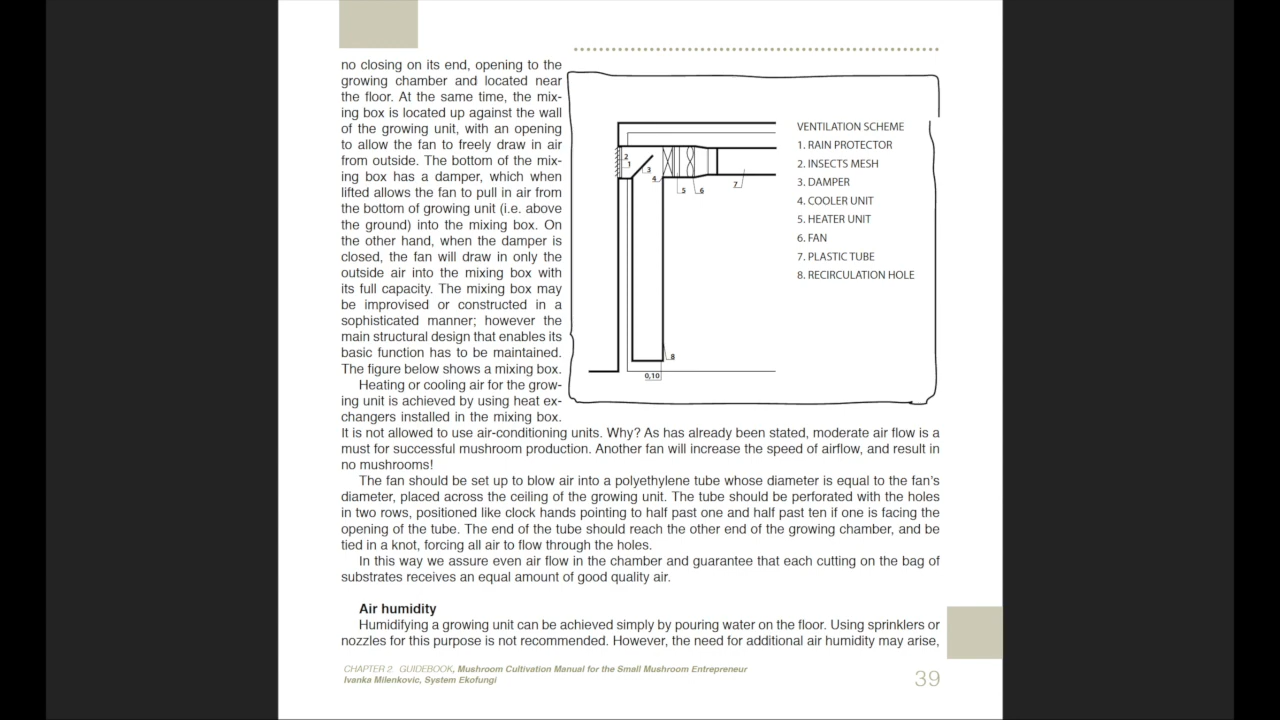 no closing on its end, opening to the
growing chamber and located near
the floor. At the same time, the mix-
ing box is located up against the wall
of the growing unit, with an opening
to allow the fan to freely draw in air
from outside. The bottom of the mix-
ing box has a damper, which when
lifted allows the fan to pull in air from
the bottom of growing unit (i.e. above
the ground) into the mixing box. On
the other hand, when the damper is
closed, the fan will draw in only the
outside air into the mixing box with
its full capacity. The mixing box may
be improvised or constructed in a
sophisticated manner; however the
main structural design that enables its
basic function has to be maintained.
The figure below shows a mixing box.
Heating or cooling air for the grow-
ing unit is achieved by using heat ex-
changers installed in the mixing box.
2
1
3
4
5
6
7
8
0,10
VENTILATION SCHEME
1. RAIN PROTECTOR
2. INSECTS MESH
3. DAMPER
4. COOLER UNIT
5. HEATER UNIT
6. FAN
7. PLASTIC TUBE
8. RECIRCULATION HOLE
It is not allowed to use air-conditioning units. Why? As has already been stated, moderate air flow is a
must for successful mushroom production. Another fan will increase the speed of airflow, and result in
no mushrooms!
The fan should be set up to blow air into a polyethylene tube whose diameter is equal to the fan's
diameter, placed across the ceiling of the growing unit. The tube should be perforated with the holes
in two rows, positioned like clock hands pointing to half past one and half past ten if one is facing the
opening of the tube. The end of the tube should reach the other end of the growing chamber, and be
tied in a knot, forcing all air to flow through the holes.
In this way we assure even air flow in the chamber and guarantee that each cutting on the bag of
substrates receives an equal amount of good quality air.
Air humidity
Humidifying a growing unit can be achieved simply by pouring water on the floor. Using sprinklers or
nozzles for this purpose is not recommended. However, the need for additional air humidity may arise,
CHAPTER 2. GUIDEBOOK, Mushroom Cultivation Manual for the Small Mushroom Entrepreneur
Ivanka Milenkovic, System Ekofungi
39